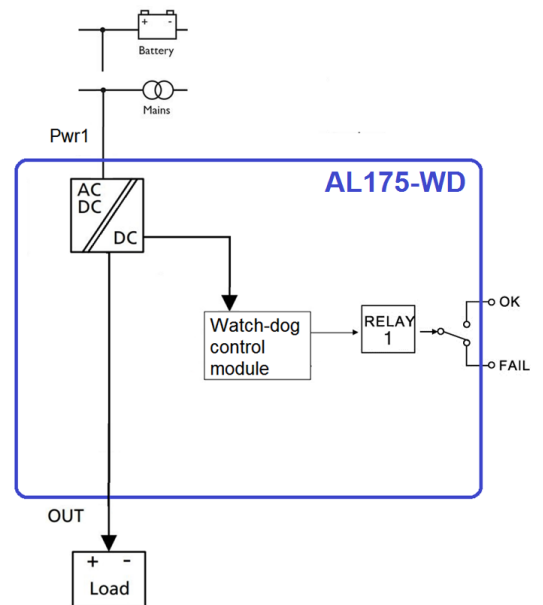 + -
Battery
Mains
Pwr1
AL175-WD
AC
DC
DC
Watch-dog
control
module
RELAY
1
OK
FAIL
OUT
+ -
Load